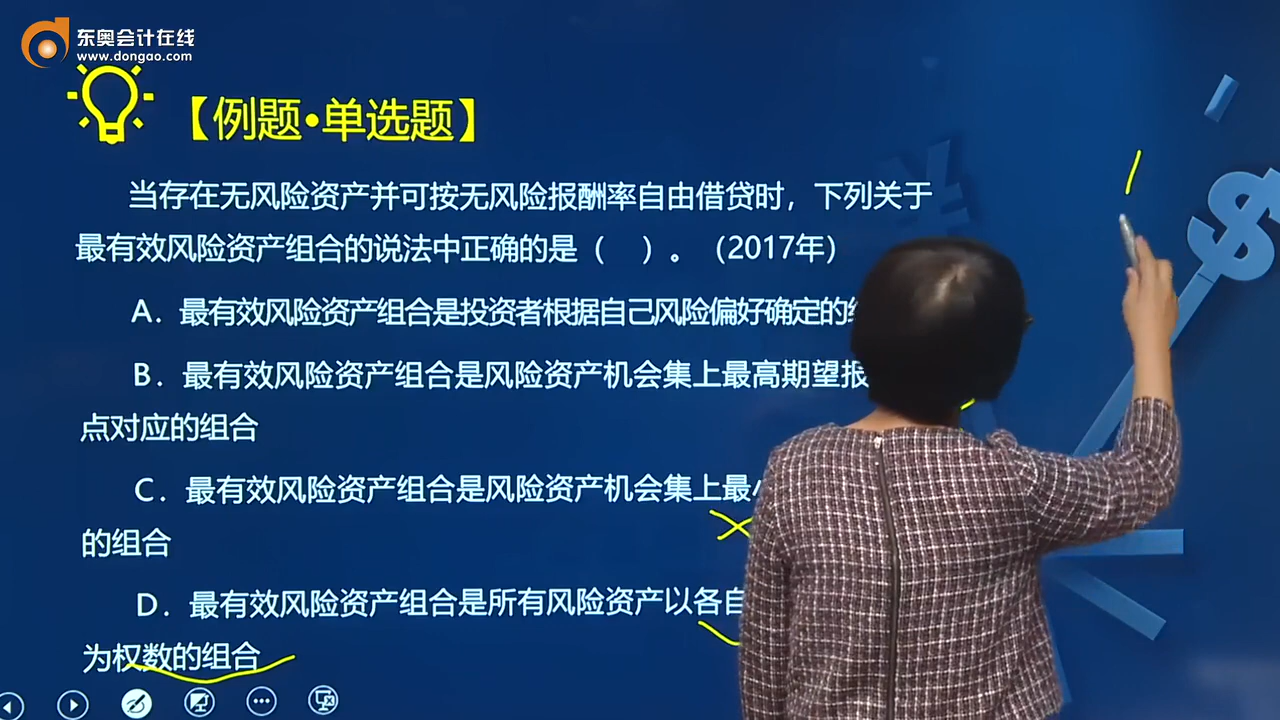 东奥会计在线
www.dongao.com
【例题•单选题】
当存在无风险资产并可按无风险报酬率自由借贷时，下列关于
最有效风险资产组合的说法中正确的是（ ）。（2017年）
A．最有效风险资产组合是投资者根据自己风险偏好确定的
B．最有效风险资产组合是风险资产机会集上最高期望报
点对应的组合
C．最有效风险资产组合是风险资产机会集上最
的组合
D．最有效风险资产组合是所有风险资产以各自
为权数的组合